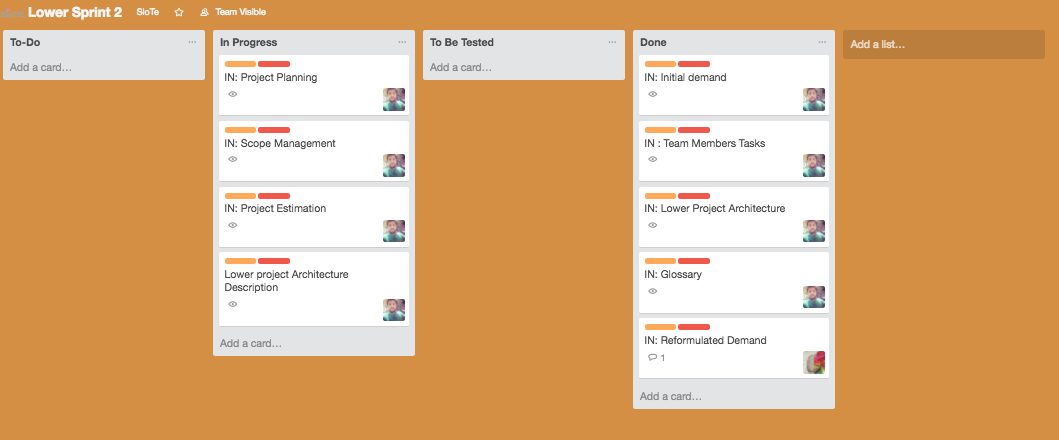 Lower Sprint 2 SioTe Team Visible
To-Do
Add a card…
In Progress
IN: Project Planning
IN: Scope Management
IN: Project Estimation
Lower project Architecture
Description
Add a card…
To Be Tested
Add a card…
Done
IN: Initial demand
IN : Team Members Tasks
IN: Lower Project Architecture
IN: Glossary
IN: Reformulated Demand
1
Add a card…
Add a list…